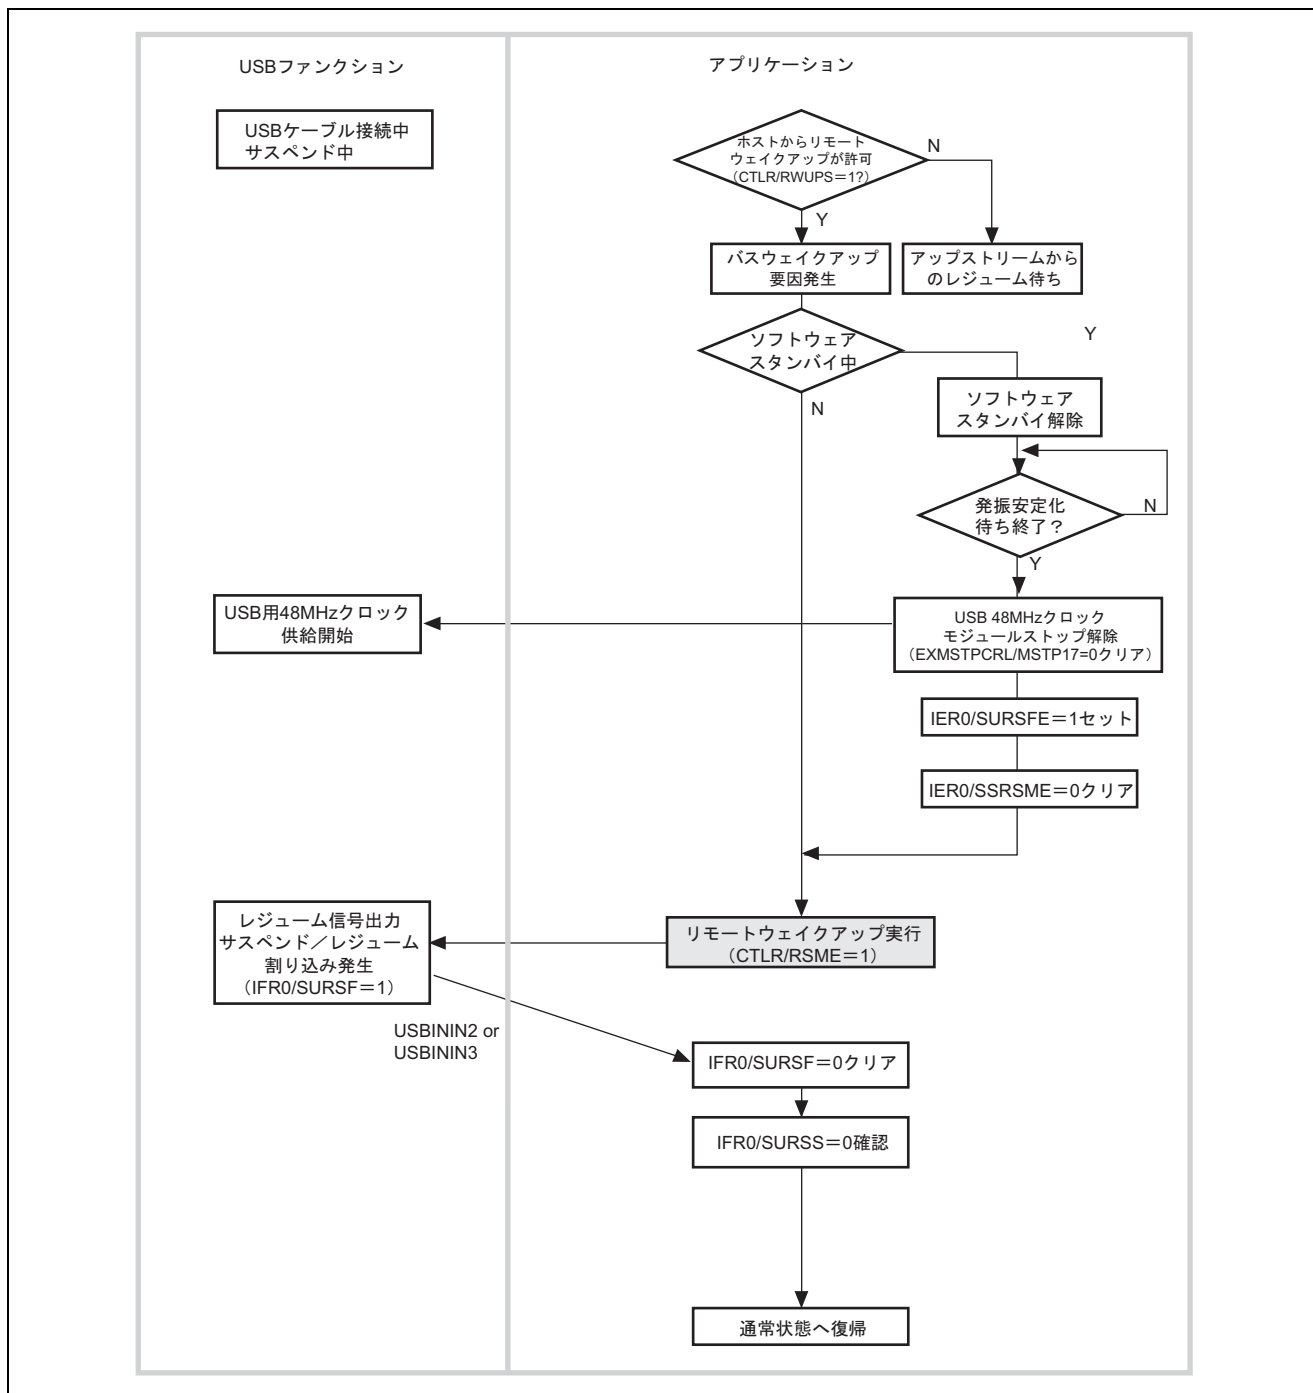 USBファンクション
アプリケーション
USBケーブル接続中
サスペンド中
ホストからリモート
ウェイクアップが許可
(CTLR/RWUPS＝1?)
N
Y
バスウェイクアップ
要因発生
アップストリームから
のレジューム待ち
ソフトウェア
スタンバイ中
Y
N
ソフトウェア
スタンバイ解除
発振安定化
待ち終了？
N
Y
USB用48MHzクロック
供給開始
USB 48MHzクロック
モジュールストップ解除
(EXMSTPCRL/MSTP17=0クリア)
IER0/SURSFE＝1セット
IER0/SSRSME＝0クリア
レジューム信号出力
サスペンド／レジューム
割り込み発生
(IFR0/SURSF＝1)
リモートウェイクアップ実行
(CTLR/RSME＝1)
USBININ2 or
USBININ3
IFR0/SURSF＝0クリア
IFR0/SURSS＝0確認
通常状態へ復帰